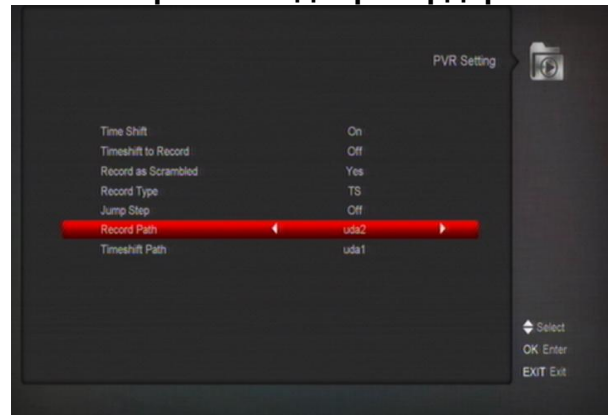 PVR Setting
Time Shift On
Timeshift to Record Off
Record as Scrambled Yes
Record Type TS
Jump Step Off
Record Path uda2
Timeshift Path uda1
Select
OK Enter
EXIT Exit